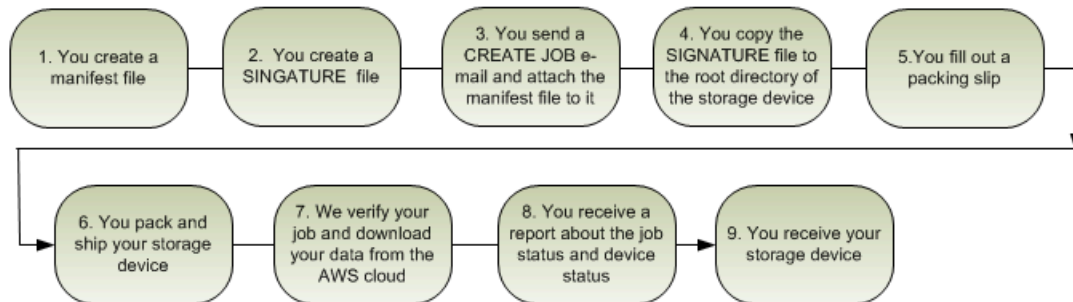 1. You create a
manifest file
2. You create a
SINGATURE file
3. You send a
CREATE JOB e-
mail and attach the
manifest file to it
4. You copy the
SIGNATURE file to
the root directory of
the storage device
5.You fill out a
packing slip
6. You pack and
ship your storage
device
7. We verify your
job and download
your data from the
AWS cloud
8. You receive a
report about the job
status and device
status
9. You receive your
storage device